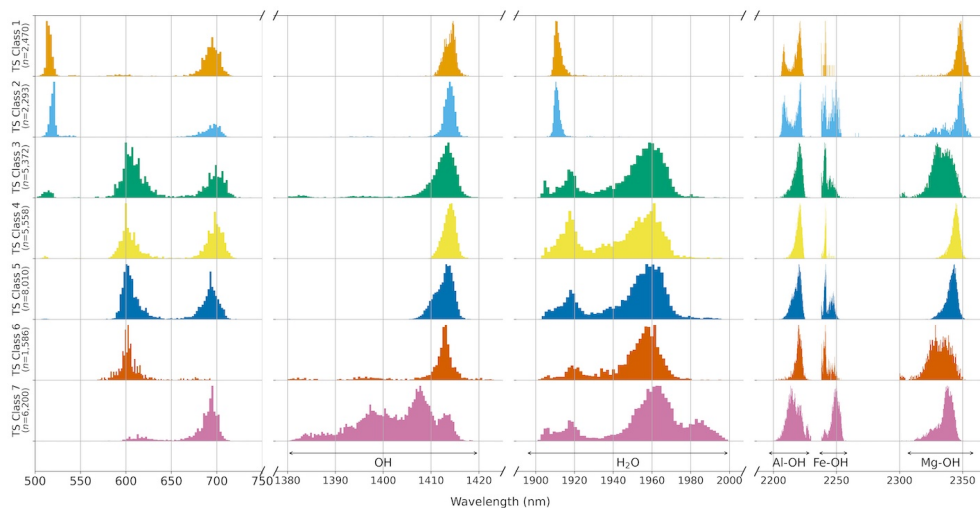 TS Class 1
(n=2,470)
TS Class 2
(n=2,293)
TS Class 3
(n=5,372)
TS Class 4
(n=5,558)
TS Class 5
(n=8,010)
TS Class 6
(n=1,586)
TS Class 7
(n=6,200)
OH
H₂O
Al-OH
Fe-OH
Mg-OH
500 550 600 650 700 750 1380 1390 1400 1410 1420 1900 1920 1940 1960 1980 2000 2200 2250 2300 2350
Wavelength (nm)